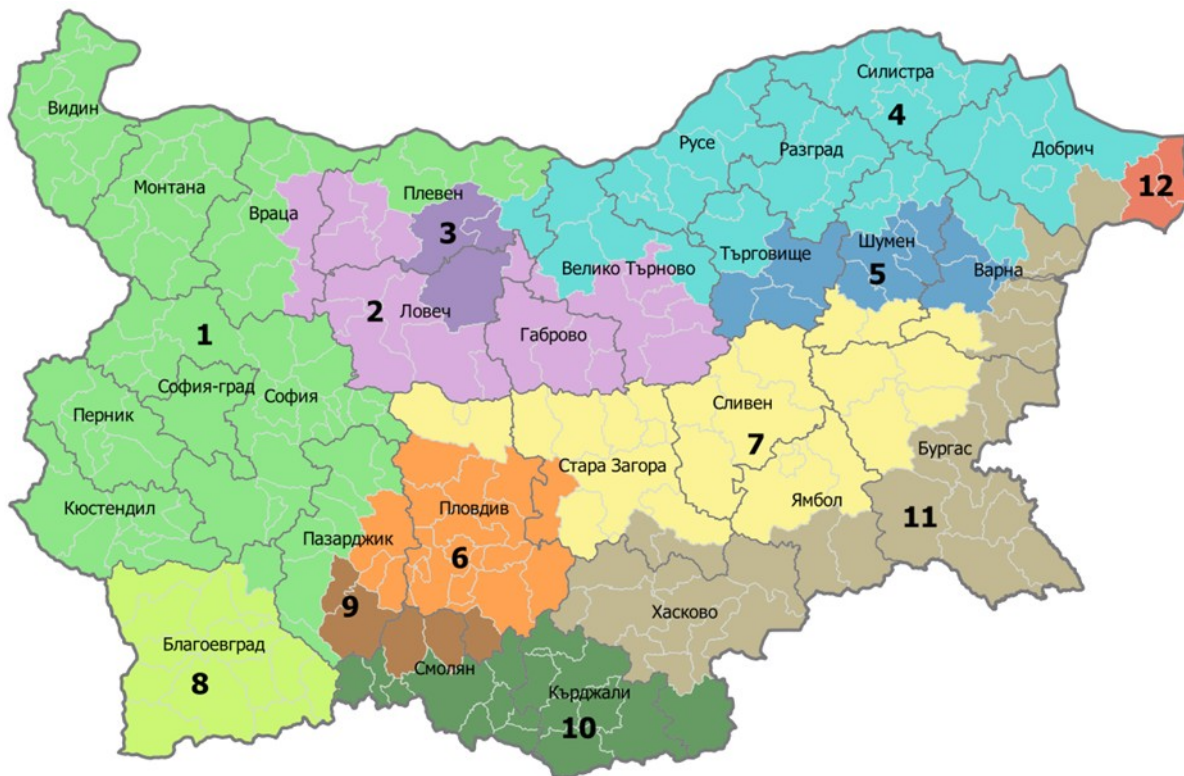 Видин
Силистра
4
Русе
Разград
Добрич
Монтана
Плевен
12
Враца
3
Търговище
Шумен
5
Варна
Велико Търново
2
Ловеч
1
Габрово
София-град
София
Перник
Сливен
7
Бургас
Стара Загора
Ямбол
Кюстендил
Пловдив
11
Пазарджик
6
9
Хасково
Благоевград
8
Смолян
Кърджали
10